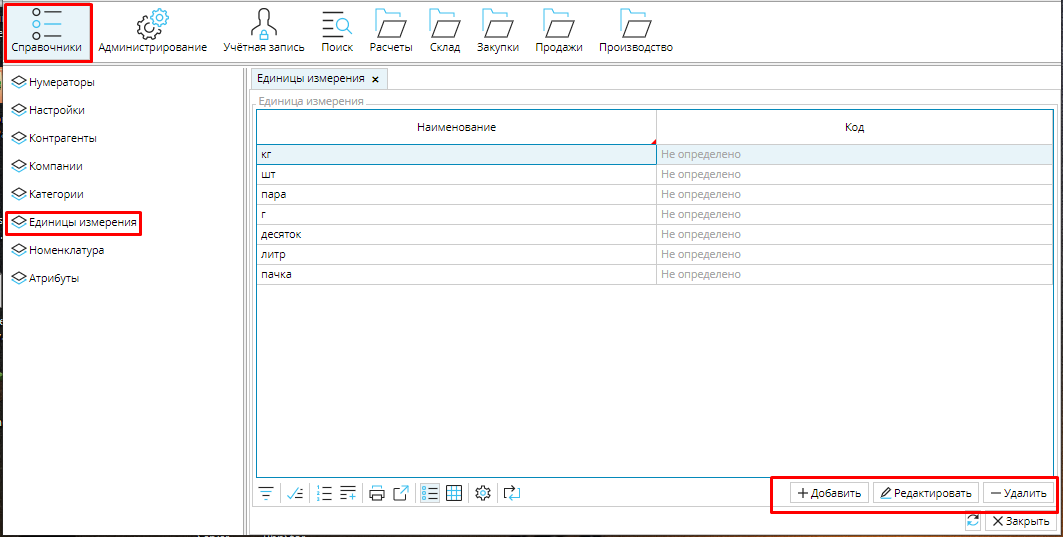 Справочники
Администрирование
Учётная запись
Поиск
Расчеты
Склад
Закупки
Продажи
Производство
Нумераторы
Настройки
Контрагенты
Компании
Категории
Единицы измерения
Номенклатура
Атрибуты
Единицы измерения
Единица измерения
Наименование Код
кг Не определено
шт Не определено
пара Не определено
г Не определено
десяток Не определено
литр Не определено
пачка Не определено
Добавить Редактировать Удалить
Закрыть